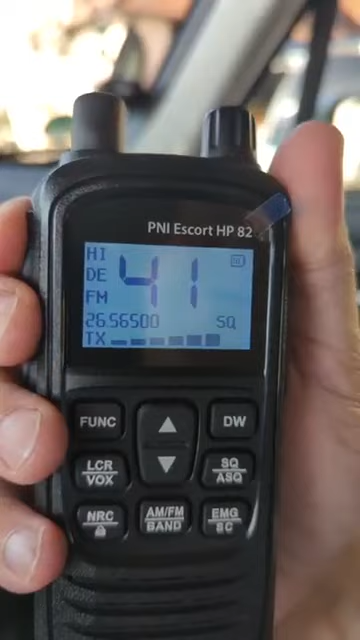 PNI Escort HP 82
HI
DE 41
FM
26.56500 SQ
TX
FUNC ▲ DW
LCR/VOX ▼ SQ/ASQ
NRC AM/FM/BAND EMG/SC